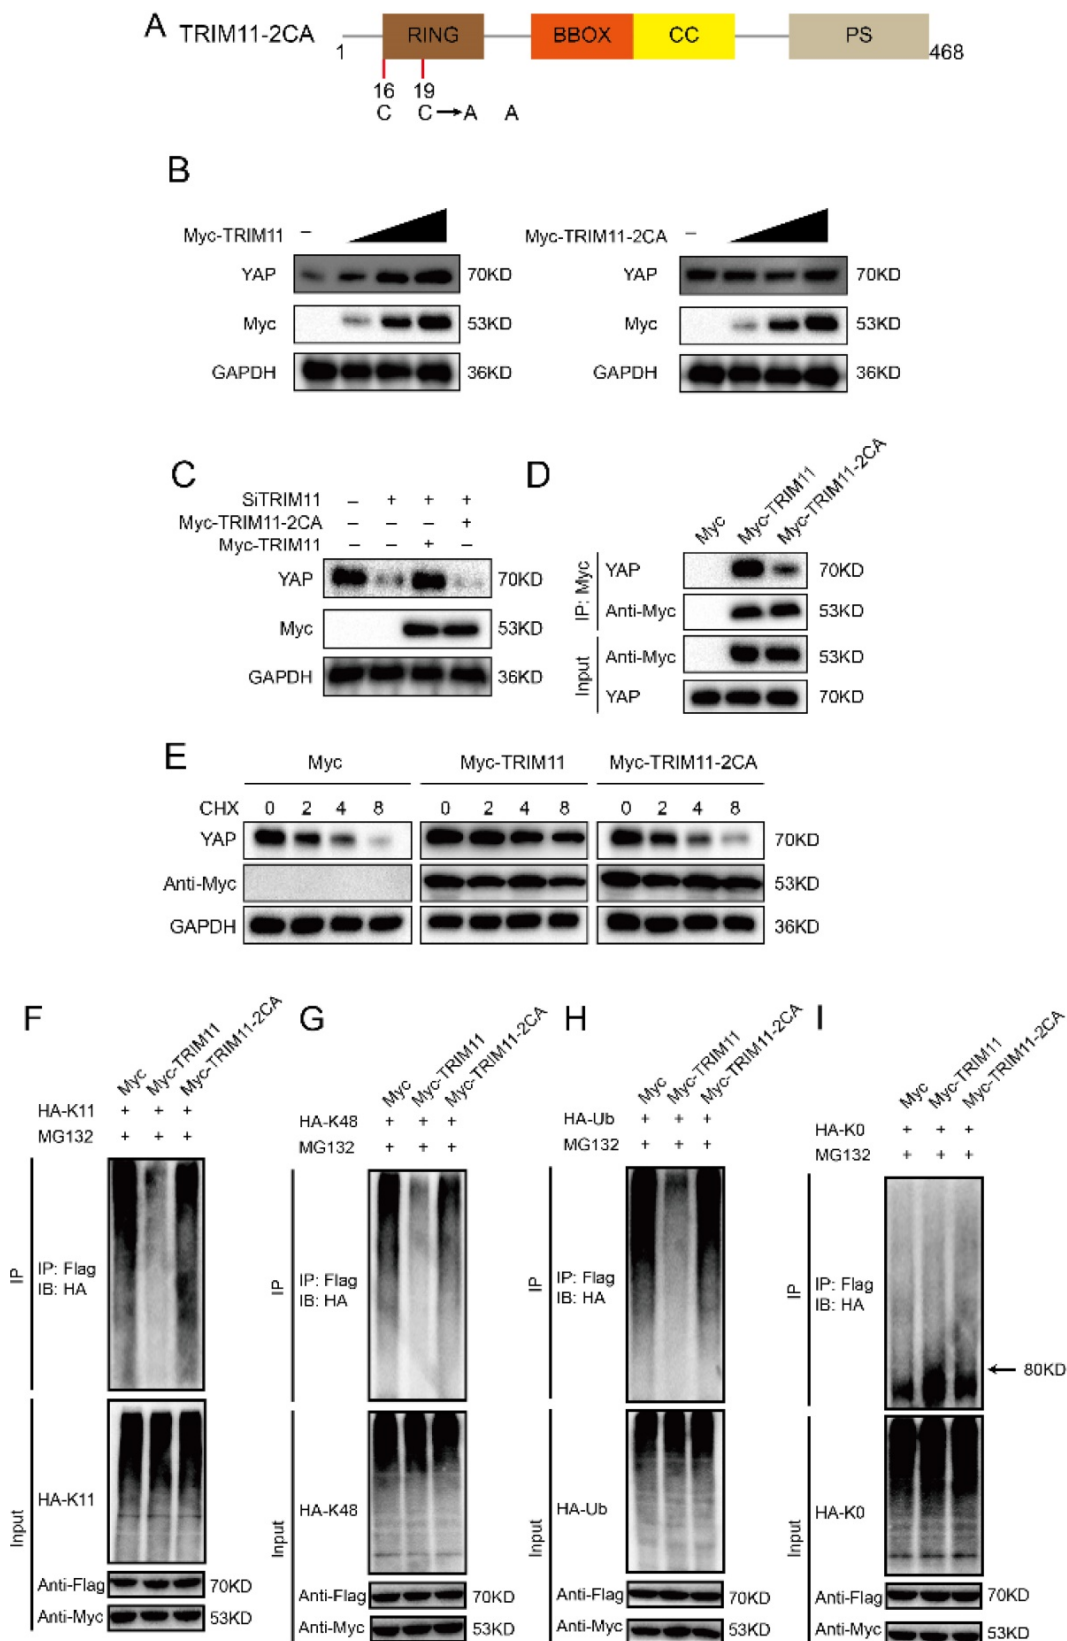 A TRIM11-2CA RING BBOX CC PS
1 468
16 19
C C→A A
B
Myc-TRIM11 – Myc-TRIM11-2CA –
YAP 70KD YAP 70KD
Myc 53KD Myc 53KD
GAPDH 36KD GAPDH 36KD
C
SiTRIM11 – + + +
Myc-TRIM11-2CA – – – +
Myc-TRIM11 – – + –
YAP 70KD
Myc 53KD
GAPDH 36KD
D
Myc Myc-TRIM11 Myc-TRIM11-2CA
IP: Myc
YAP 70KD
Anti-Myc 53KD
Input
Anti-Myc 53KD
YAP 70KD
E
Myc Myc-TRIM11 Myc-TRIM11-2CA
CHX 0 2 4 8 0 2 4 8 0 2 4 8
YAP 70KD
Anti-Myc 53KD
GAPDH 36KD
F
Myc Myc-TRIM11 Myc-TRIM11-2CA
HA-K11 + + +
MG132 + + +
IP
IP: Flag
IB: HA
Input
HA-K11
Anti-Flag 70KD
Anti-Myc 53KD
G
Myc Myc-TRIM11 Myc-TRIM11-2CA
HA-K48 + + +
MG132 + + +
IP
IP: Flag
IB: HA
Input
HA-K48
Anti-Flag 70KD
Anti-Myc 53KD
H
Myc Myc-TRIM11 Myc-TRIM11-2CA
HA-Ub + + +
MG132 + + +
IP
IP: Flag
IB: HA
Input
HA-Ub
Anti-Flag 70KD
Anti-Myc 53KD
I
Myc Myc-TRIM11 Myc-TRIM11-2CA
HA-K0 + + +
MG132 + + +
IP
IP: Flag
IB: HA
← 80KD
Input
HA-K0
Anti-Flag 70KD
Anti-Myc 53KD